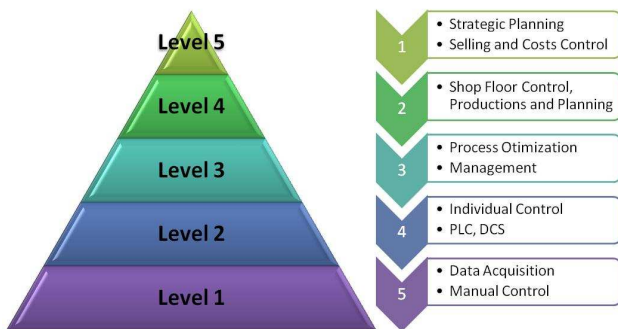 Level 5
Level 4
Level 3
Level 2
Level 1
1
• Strategic Planning
• Selling and Costs Control
2
• Shop Floor Control,
Productions and Planning
3
• Process Otimization
• Management
4
• Individual Control
• PLC, DCS
5
• Data Acquisition
• Manual Control